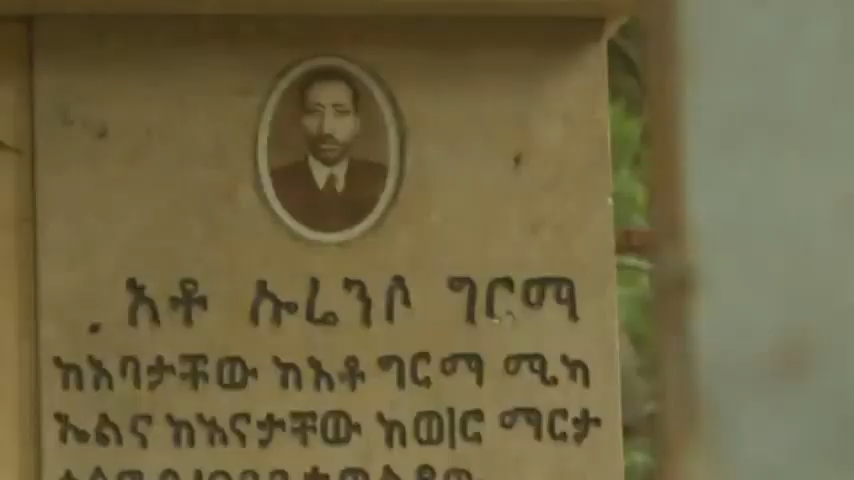 አቶ ሎሬንሶ ግርማ
ከአባታቸው ከአቶ ግርማ ሚካ
ኤልና ከእናታቸው ከወ/ሮ ማርታ